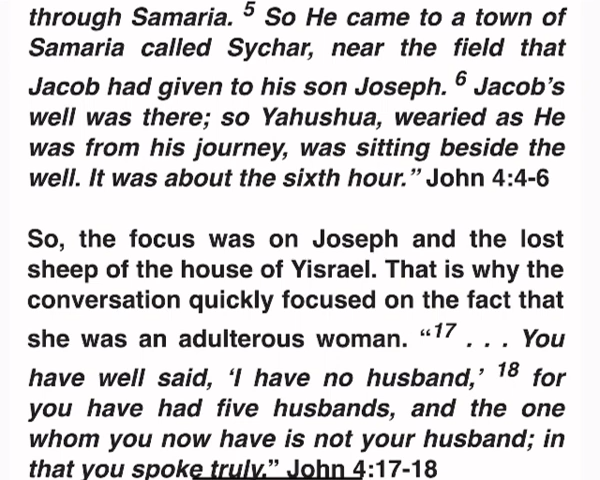 through Samaria. 5 So He came to a town of
Samaria called Sychar, near the field that
Jacob had given to his son Joseph. 6 Jacob's
well was there; so Yahushua, wearied as He
was from his journey, was sitting beside the
well. It was about the sixth hour." John 4:4-6
So, the focus was on Joseph and the lost
sheep of the house of Yisrael. That is why the
conversation quickly focused on the fact that
she was an adulterous woman. "17 . . . You
have well said, 'I have no husband,' 18 for
you have had five husbands, and the one
whom you now have is not your husband; in
that you spoke truly." John 4:17-18